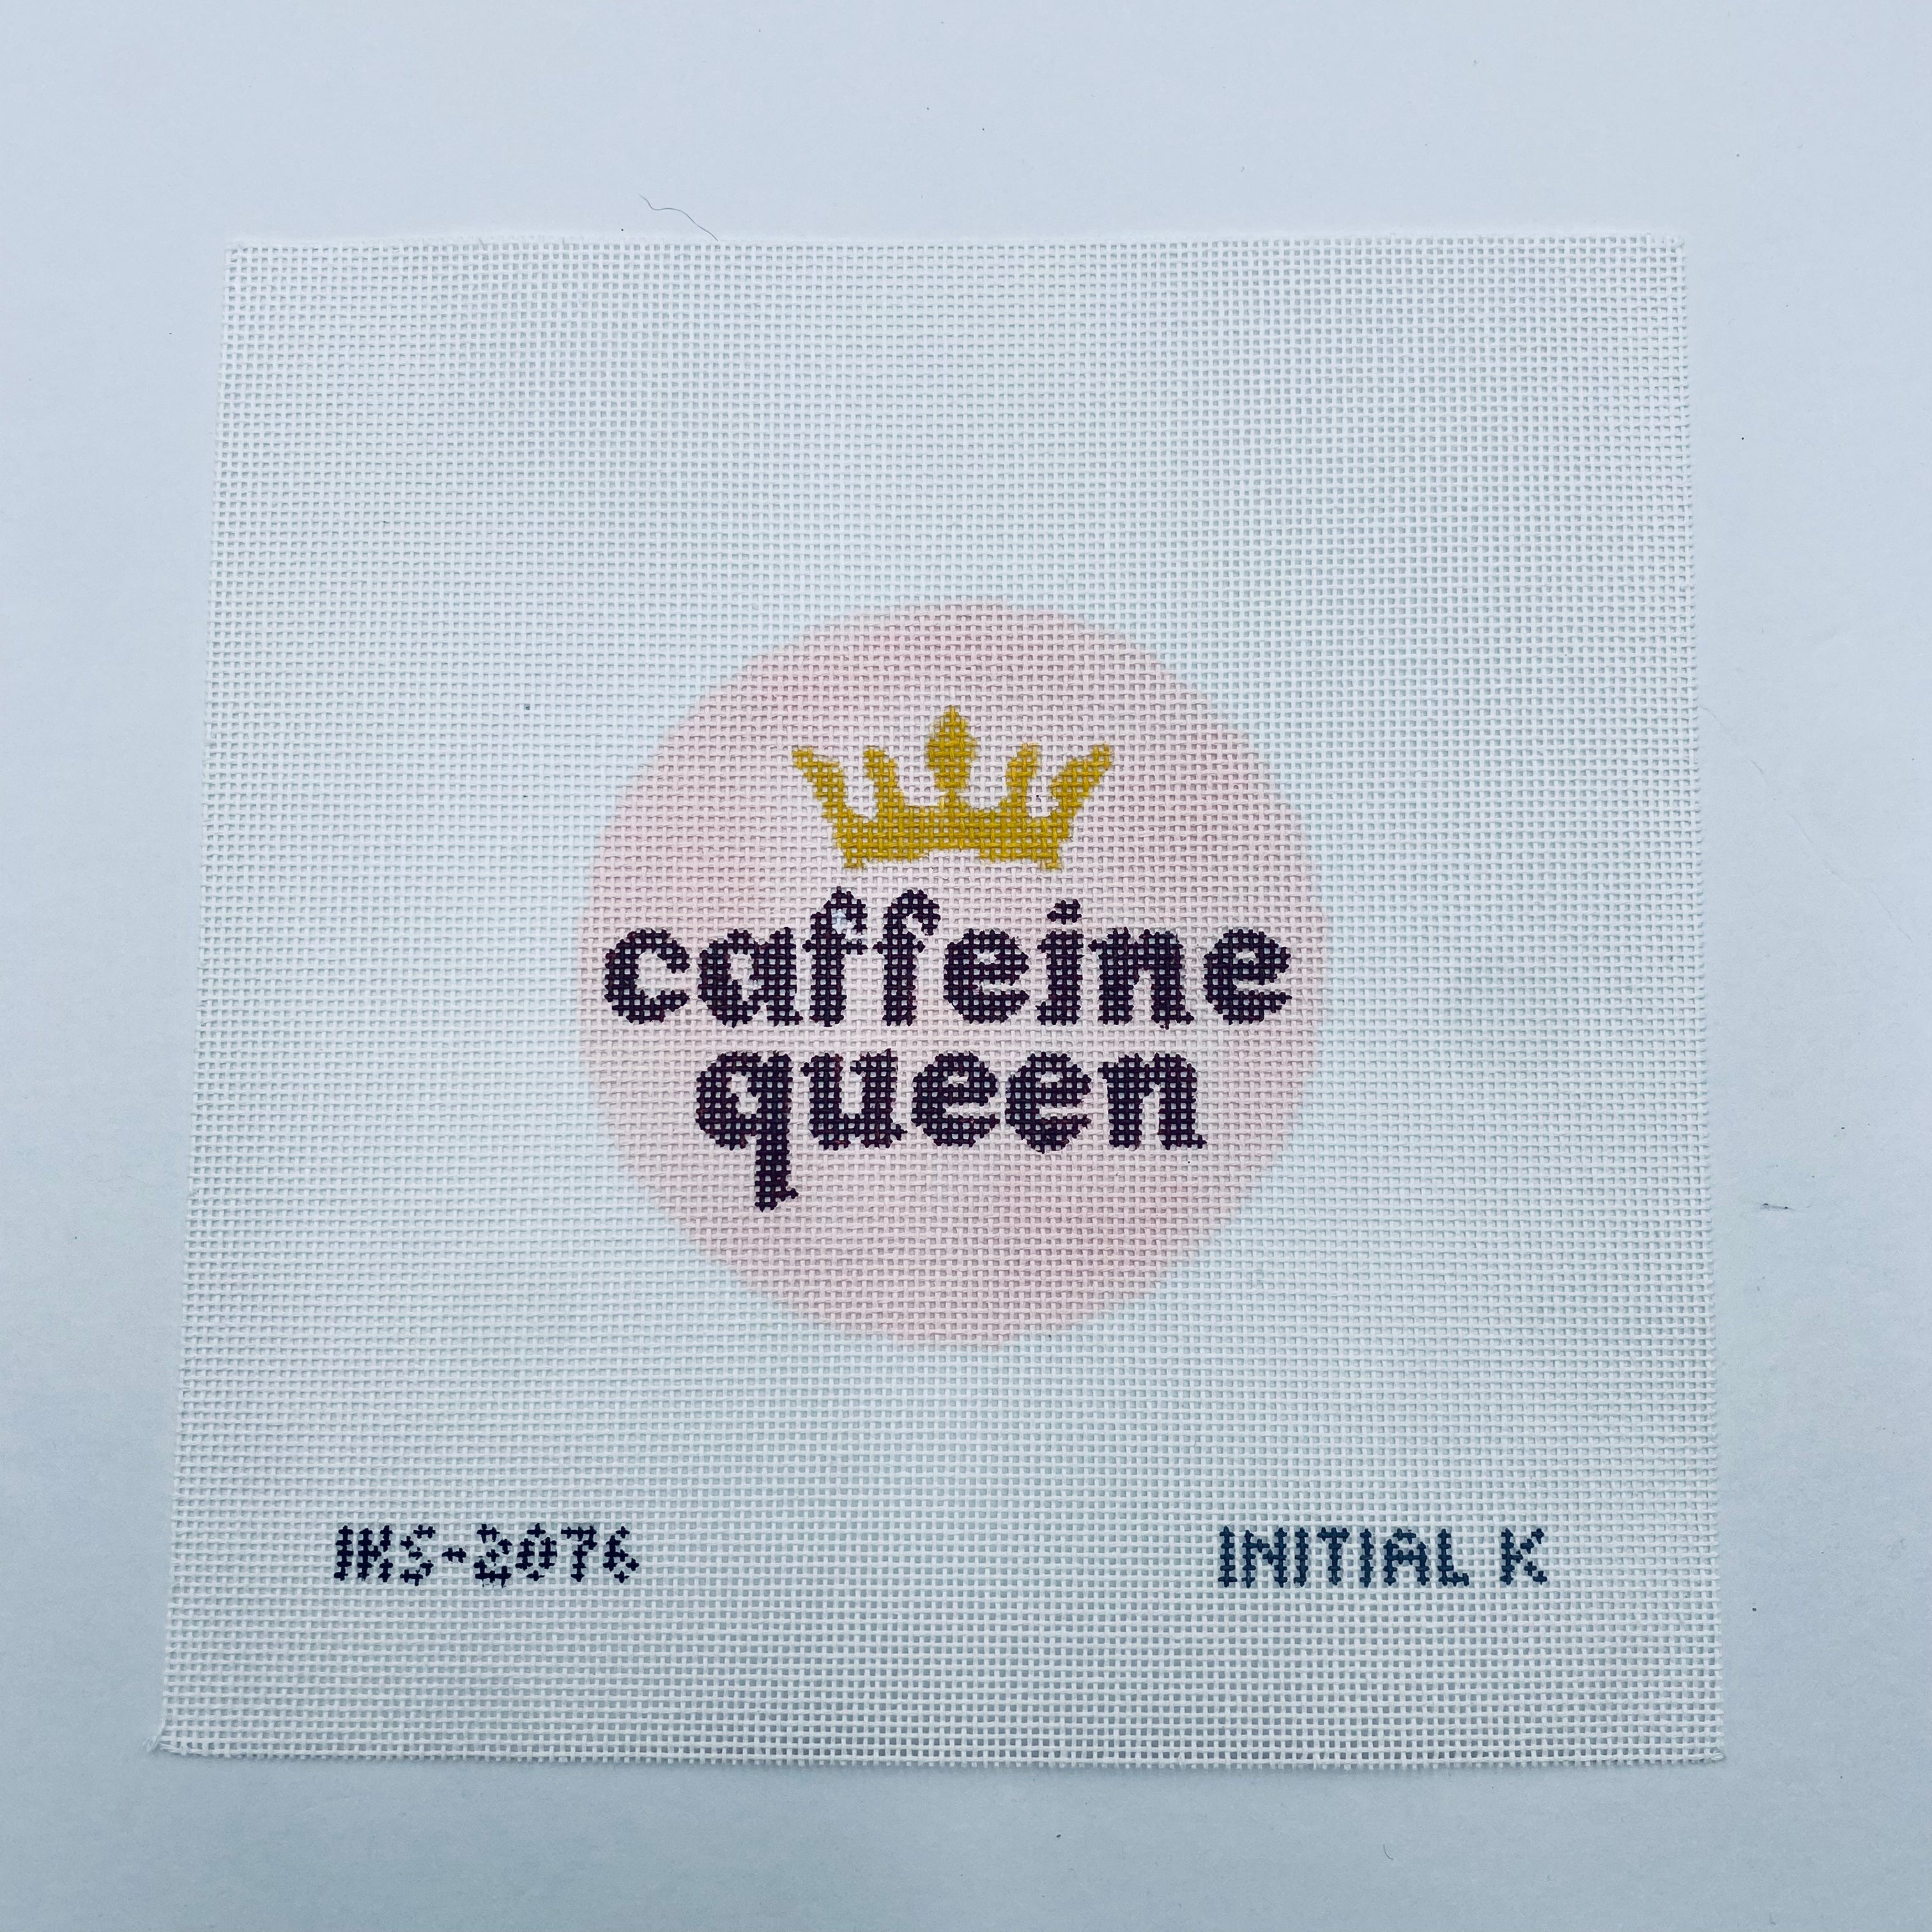 caffeine
queen
IKS-2076
INITIAL K